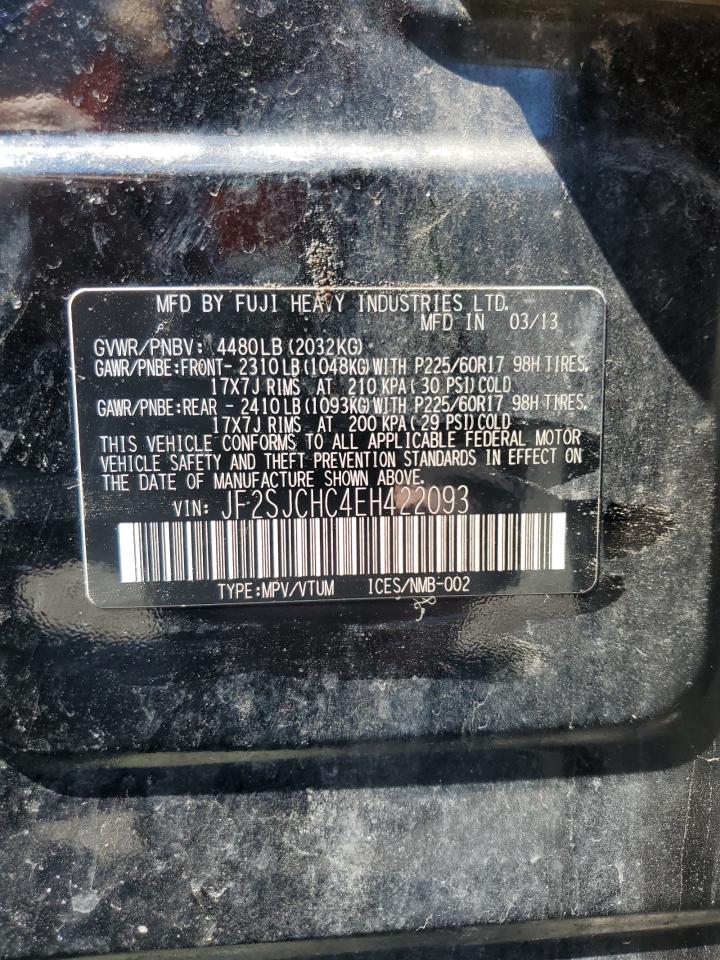 MFD BY FUJI HEAVY INDUSTRIES LTD.
MFD IN 03/13
GVWR/PNBV: 4480LB(2032KG)
GAWR/PNBE:FRONT- 2310LB(1048KG)WITH P225/60R17 98H TIRES,
17X7J RIMS AT 210 KPA(30 PSI)COLD
GAWR/PNBE:REAR - 2410LB(1093KG)WITH P225/60R17 98H TIRES,
17X7J RIMS AT 200 KPA(29 PSI)COLD
THIS VEHICLE CONFORMS TO ALL APPLICABLE FEDERAL MOTOR
VEHICLE SAFETY AND THEFT PREVENTION STANDARDS IN EFFECT ON
THE DATE OF MANUFACTURE SHOWN ABOVE.
VIN: JF2SJCHC4EH422093
TYPE:MPV/VTUM ICES/NMB-002